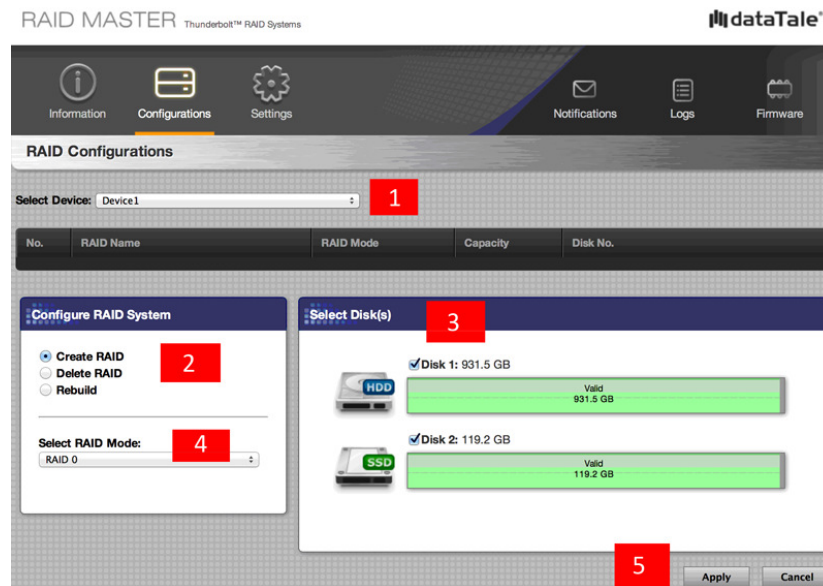 RAID MASTER Thunderbolt™ RAID Systems
dataTale®
Information
Configurations
Settings
Notifications
Logs
Firmware
RAID Configurations
Select Device: Device1
1
No. RAID Name RAID Mode Capacity Disk No.
Configure RAID System
Create RAID
Delete RAID
Rebuild
2
Select RAID Mode:
4
RAID 0
Select Disk(s)
3
Disk 1: 931.5 GB
HDD
Valid
931.5 GB
Disk 2: 119.2 GB
SSD
Valid
119.2 GB
5
Apply
Cancel